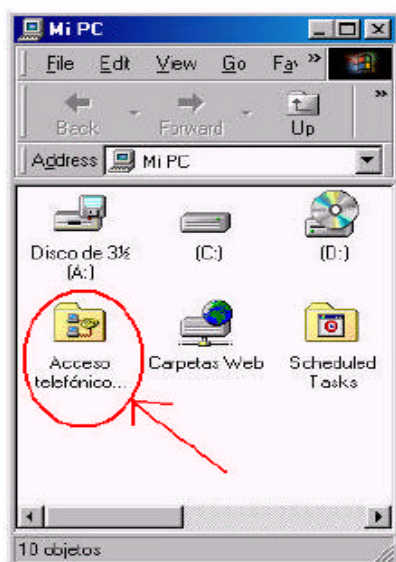 Mi PC
File Edit View Go Fav »
Back Forward Up »
Address Mi PC
Disco de 3½ (C:) (D:)
(A:)
Acceso Carpetas Web Scheduled
telefónico... Tasks
10 objetos